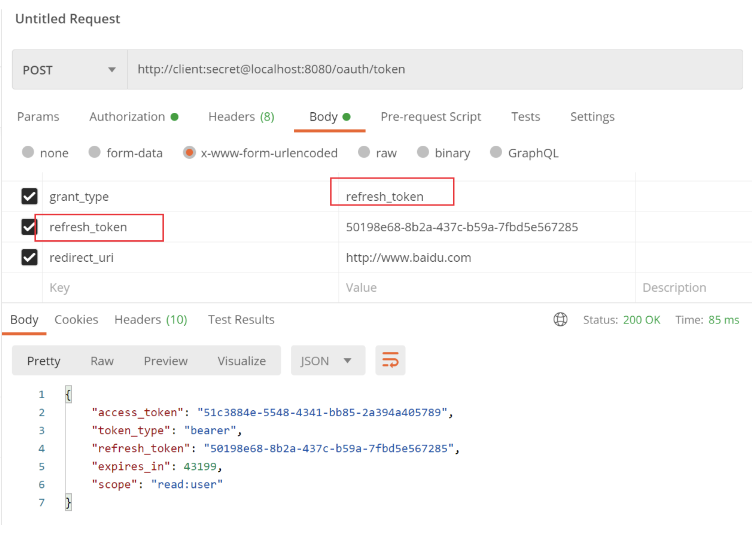 Untitled Request
POST http://client:secret@localhost:8080/oauth/token
Params Authorization Headers (8) Body Pre-request Script Tests Settings
none form-data x-www-form-urlencoded raw binary GraphQL
grant_type refresh_token
refresh_token 50198e68-8b2a-437c-b59a-7fbd5e567285
redirect_uri http://www.baidu.com
Key Value Description
Body Cookies Headers (10) Test Results Status: 200 OK Time: 85 ms
Pretty Raw Preview Visualize JSON
1 {
2 "access_token": "51c3884e-5548-4341-bb85-2a394a405789",
3 "token_type": "bearer",
4 "refresh_token": "50198e68-8b2a-437c-b59a-7fbd5e567285",
5 "expires_in": 43199,
6 "scope": "read:user"
7 }